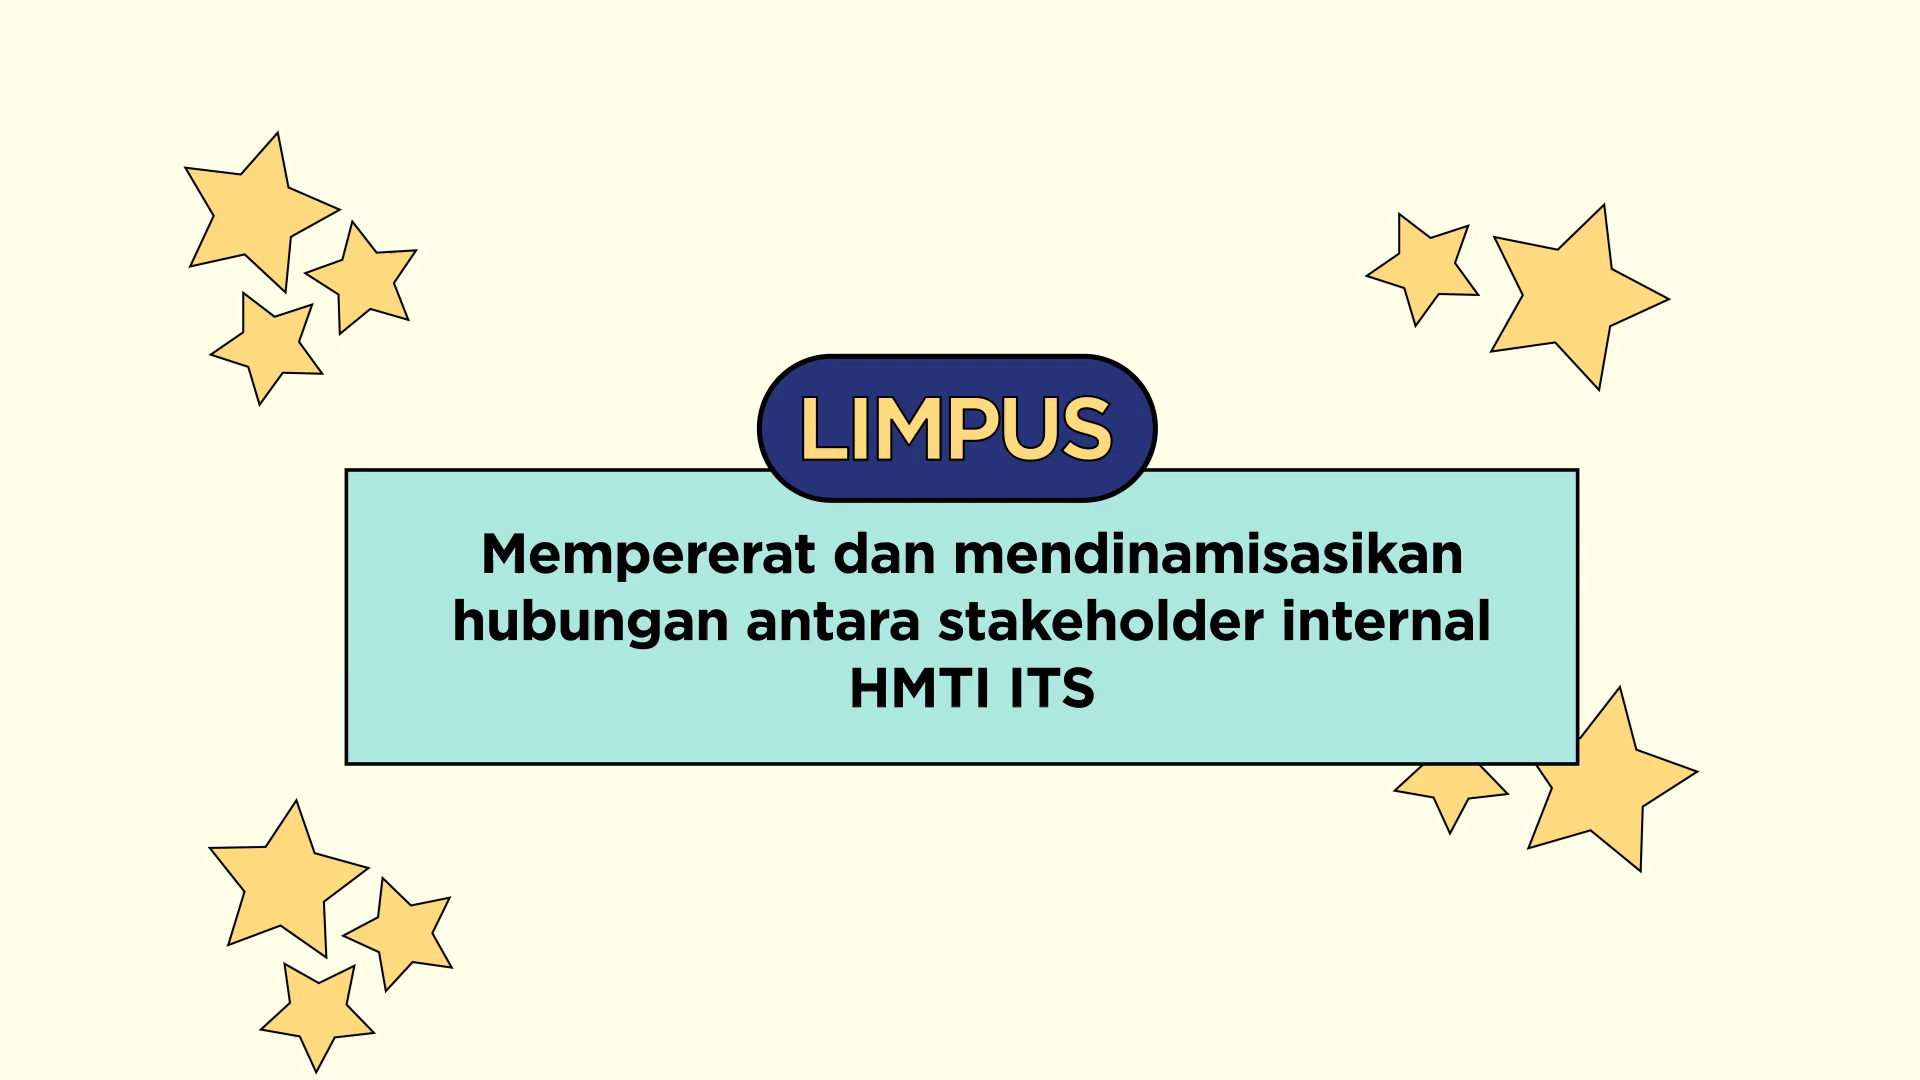 LIMPUS
Mempererat dan mendinamisasikan
hubungan antara stakeholder internal
HMTI ITS